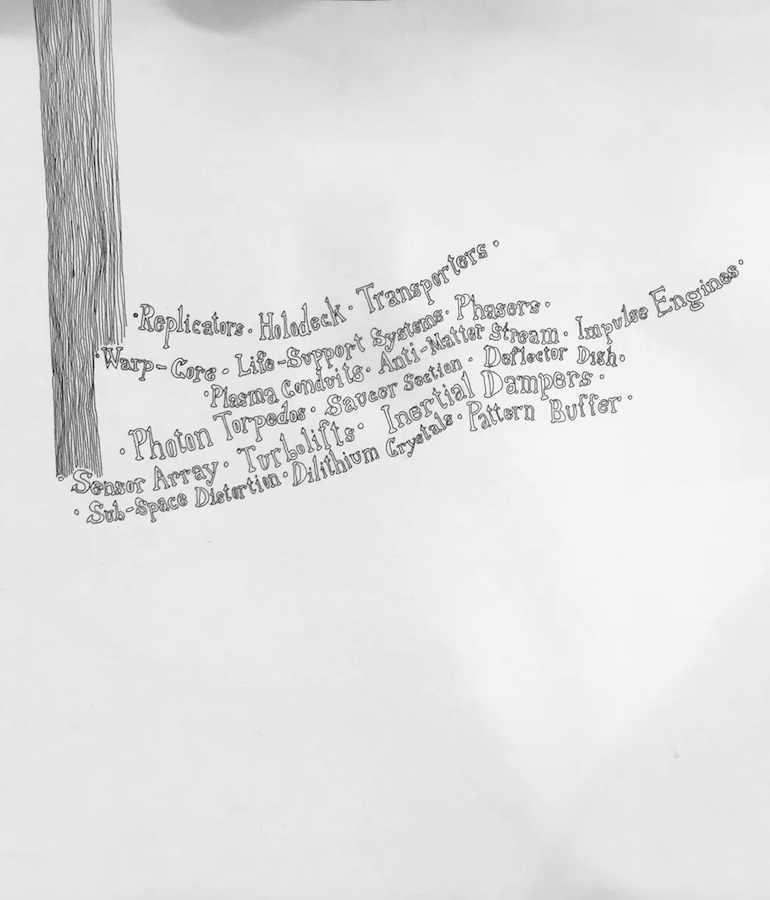 · Replicators · Holodeck · Transporters ·
· Warp-Core · Life-Support Systems · Phasers ·
· Plasma Conduits · Anti-Matter Stream · Impulse Engines ·
· Photon Torpedos · Saucer Section · Deflector Dish ·
· Sensor Array · Turbolifts · Inertial Dampers ·
· Sub-Space Distortion · Dilithium Crystals · Pattern Buffer ·